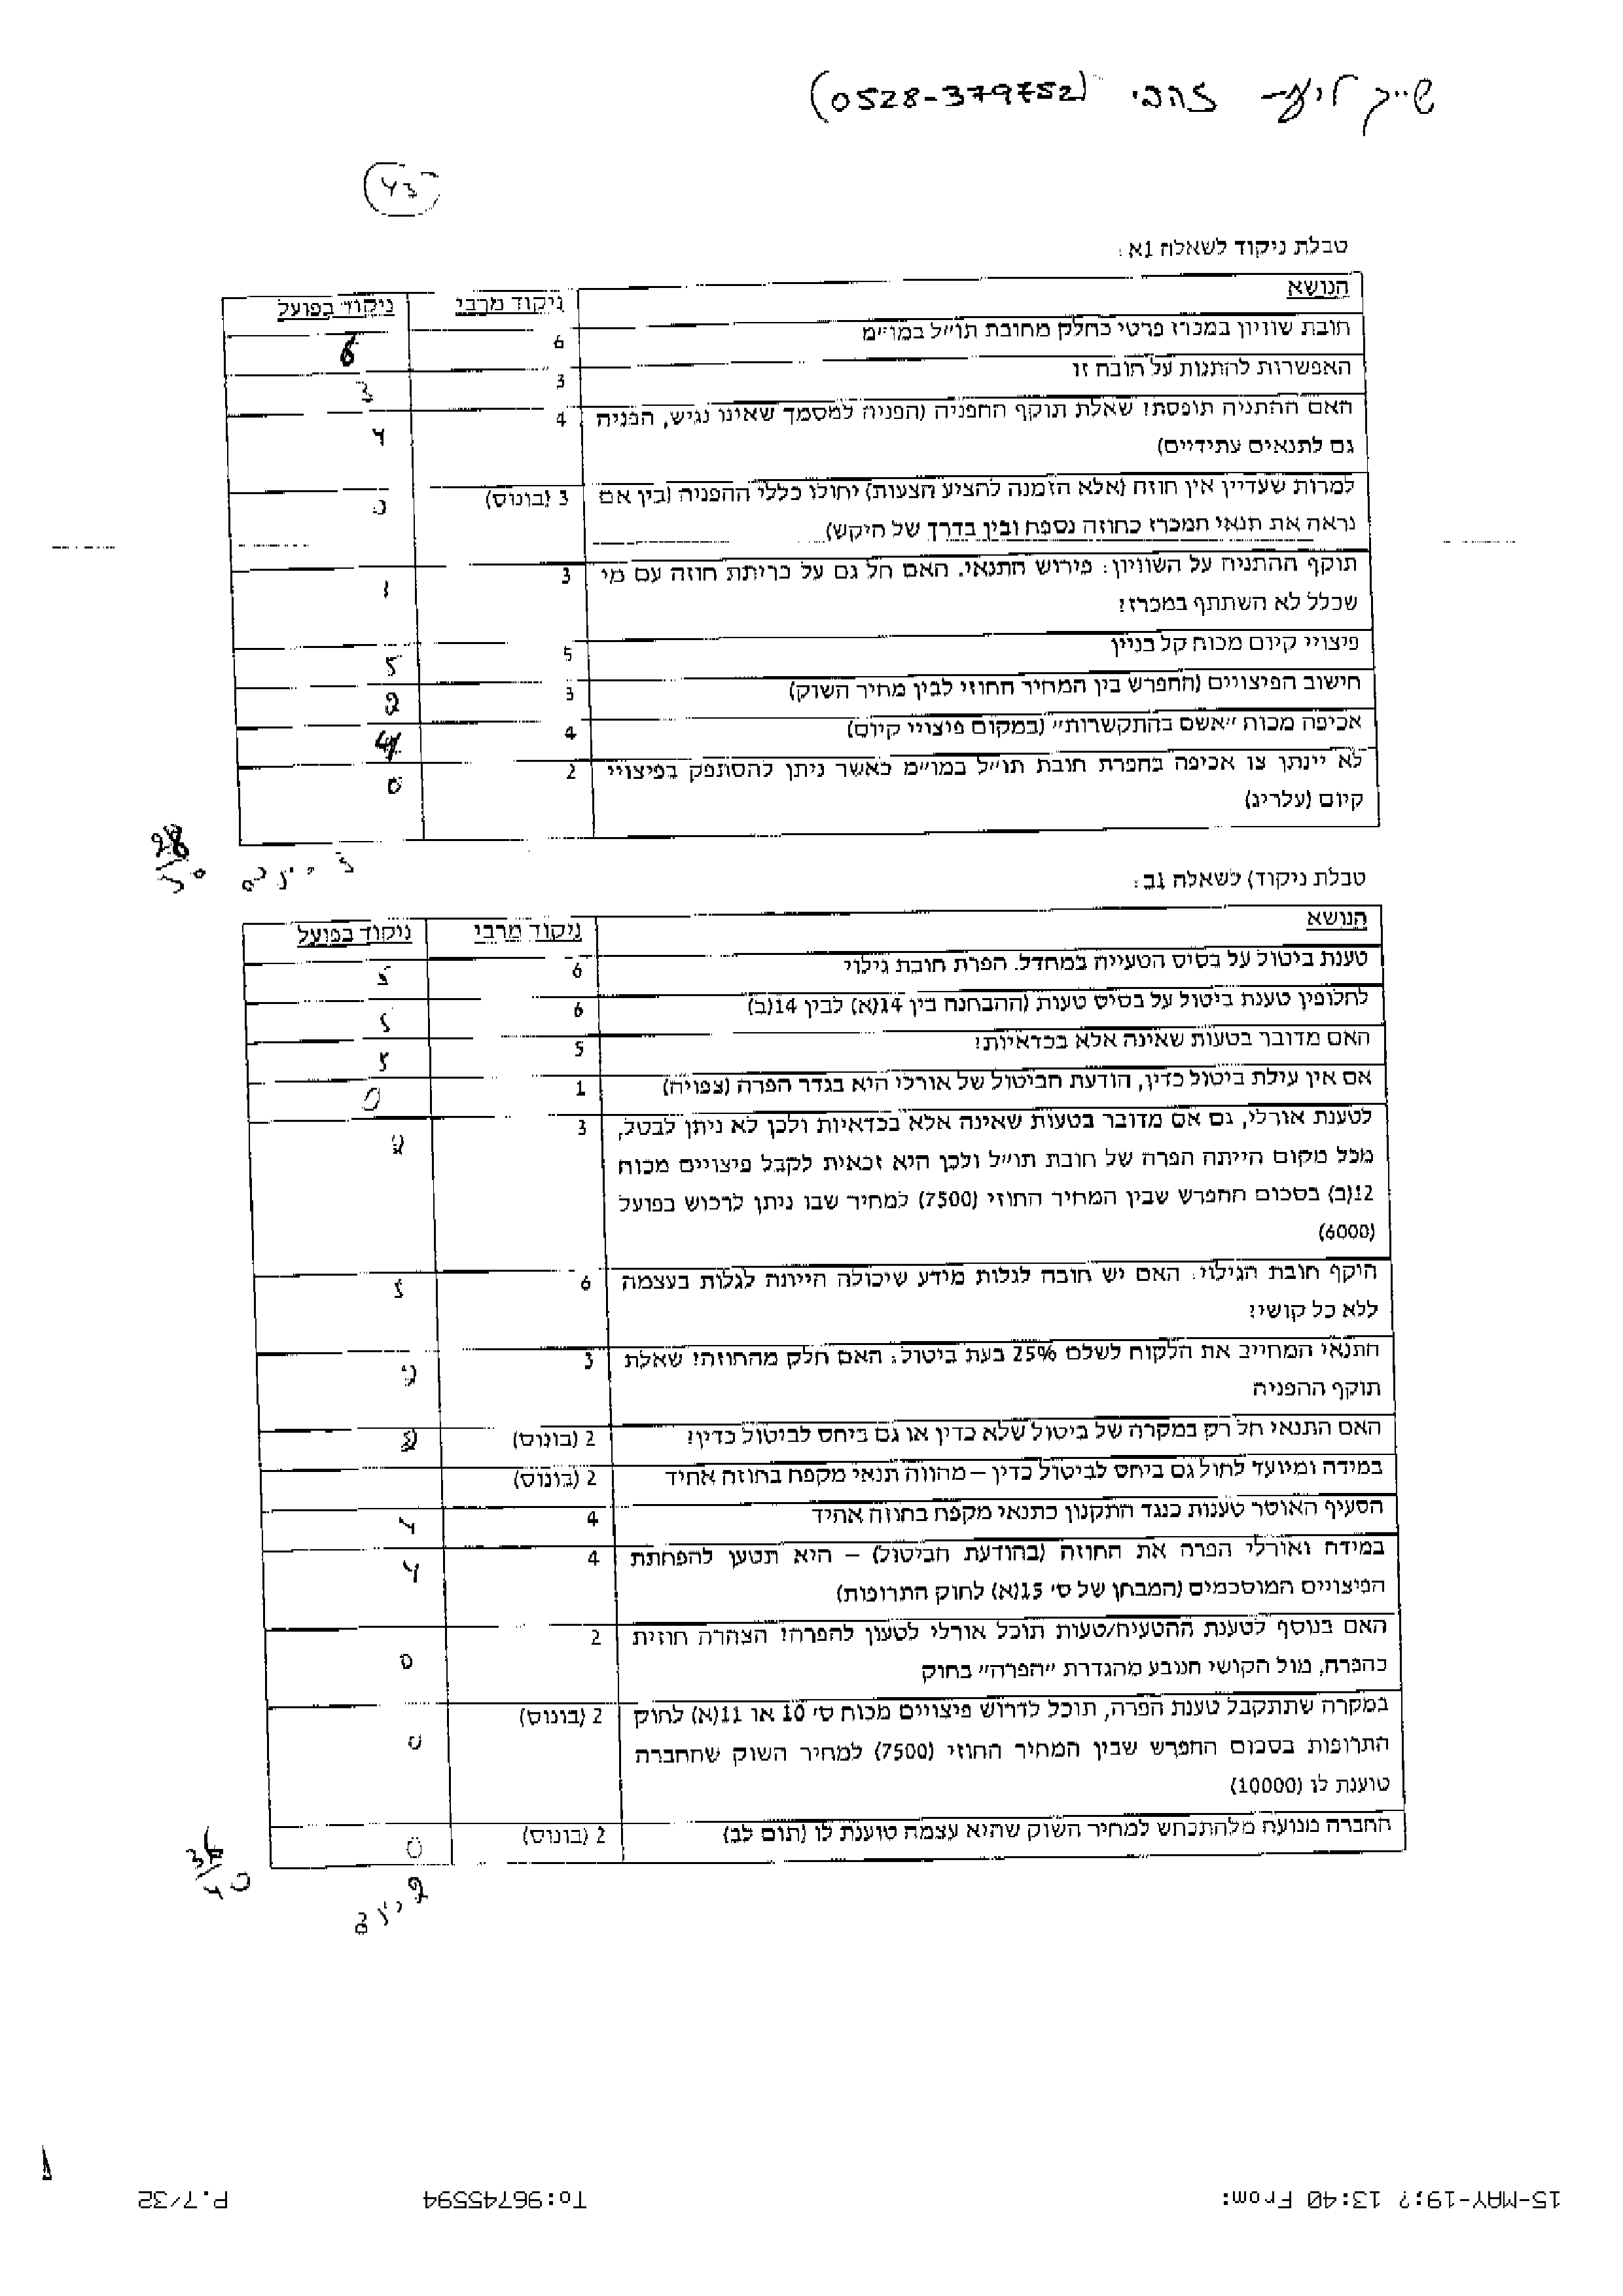 שייך ל (0528-379752)
43
טבלת ניקוד לשאלה 1א:
הנושא ניקוד מרבי ניקוד בפועל
חובת שוויון במכרז פרטי כחלק מחובת תו״ל במו״מ 6 6
האפשרות להתנות על חובה זו 3 3
האם ההתניה תופסת? שאלת תוקף ההפניה (הפניה למסמך שאינו נגיש, הפניה 4 4
גם לתנאים עתידיים)
למרות שעדיין אין חוזה (אלא הזמנה להציע הצעות) יחולו כללי ההפניה (בין אם 3 (בונוס) 0
נראה את תנאי המכרז כחוזה נספח ובין בדרך של היקש)
תוקף ההתניה על השוויון: פירוש התנאי. האם חל גם על כריתת חוזה עם מי 3 1
שכלל לא השתתף במכרז?
פיצויי קיום מכוח קל בניין 5 5
חישוב הפיצויים (ההפרש בין המחיר החוזי לבין מחיר השוק) 3 2
אכיפה מכוח ״אשם בהתקשרות״ (במקום פיצויי קיום) 4 4
לא יינתן צו אכיפה בהפרת חובת תו״ל במו״מ כאשר ניתן להסתפק בפיצויי 2 0
קיום (עלריג)
28
30
טבלת ניקוד) לשאלה 1ב:
הנושא ניקוד מרבי ניקוד בפועל
טענת ביטול על בסיס הטעייה במחדל. הפרת חובת גילוי 6 5
לחלופין טענת ביטול על בסיס טעות (ההבחנה בין 14(א) לבין 14(ב) 6 5
האם מדובר בטעות שאינה אלא בכדאיות? 5 5
אם אין עילת ביטול כדין, הודעת הביטול של אורלי היא בגדר הפרה (צפויה) 1 0
לטענת אורלי, גם אם מדובר בטעות שאינה אלא בכדאיות ולכן לא ניתן לבטל, 3 2
מכל מקום הייתה הפרה של חובת תו״ל ולכן היא זכאית לקבל פיצויים מכוח
12(ב) בסכום ההפרש שבין המחיר החוזי (7500) למחיר שבו ניתן לרכוש בפועל
(6000)
היקף חובת הגילוי: האם יש חובה לגלות מידע שיכולה הייתה לגלות בעצמה 6 5
ללא כל קושי?
התנאי המחייב את הלקוח לשלם 25% בעת ביטול: האם חלק מהחוזה? שאלת 3
תוקף ההפניה
האם התנאי חל רק במקרה של ביטול שלא כדין או גם ביחס לביטול כדין? 2 (בונוס)
במידה ומיועד לחול גם ביחס לביטול כדין – מהווה תנאי מקפח בחוזה אחיד 2 (בונוס)
הסעיף האוסר טענות כנגד התקנון כתנאי מקפח בחוזה אחיד 4 4
במידה ואורלי הפרה את החוזה (בהודעת הביטול) – היא תטען להפחתת 4 4
הפיצויים המוסכמים (המבחן של ס׳ 15(א) לחוק התרופות)
האם בנוסף לטענת ההטעיה/טעות תוכל אורלי לטעון להפרה? הצהרה חוזית 2 0
כהפרה, מול הקושי הנובע מהגדרת ״הפרה״ בחוק
במקרה שתתקבל טענת הפרה, תוכל לדרוש פיצויים מכוח ס׳ 10 או 11(א) לחוק 2 (בונוס) 0
התרופות בסכום ההפרש שבין המחיר החוזי (7500) למחיר השוק שהחברה
טוענת לו (10000)
החברה מנועה מלהתכחש למחיר השוק שהיא עצמה טוענת לו (תום לב) 2 (בונוס) 0
40
15-MAY-19;? 13:40 From: To:96745594 P.7/32